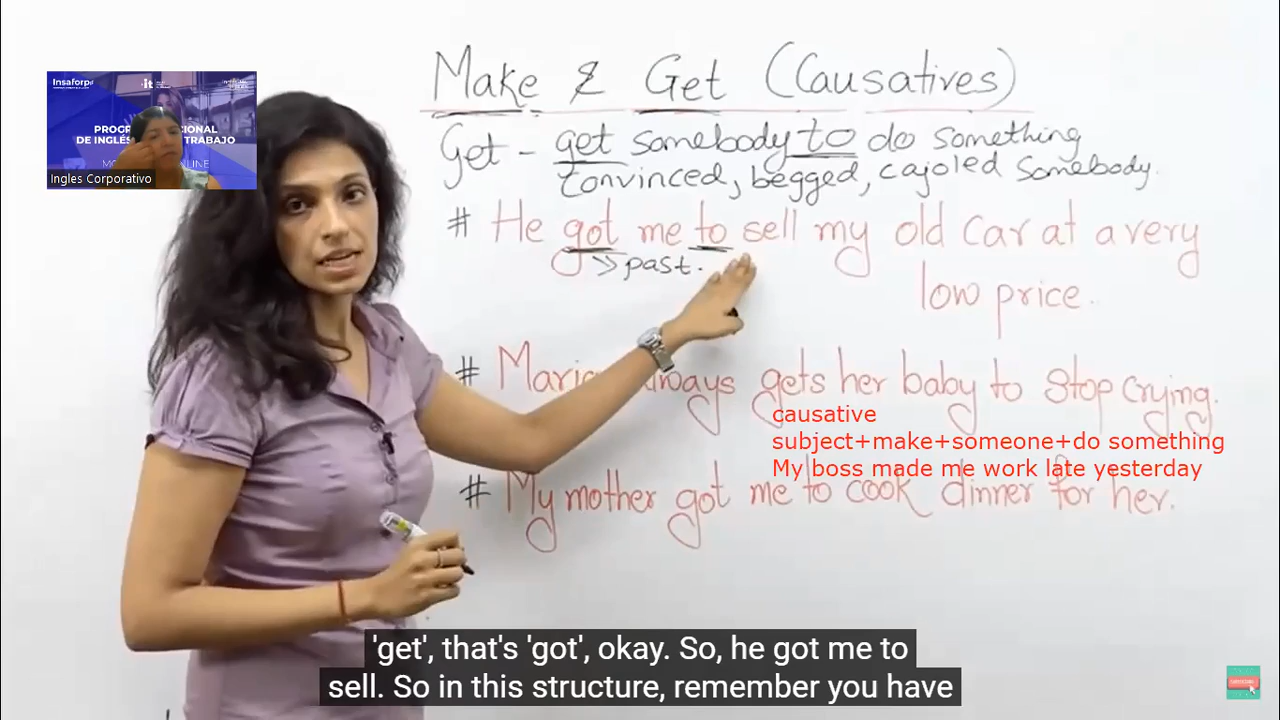 Make & Get (Causatives)
Get - get somebody to do something
convinced, begged, cajoled somebody.
# He got me to sell my old car at a very
>> past.
low price.
# Maria always gets her baby to stop crying.
causative
subject+make+someone+do something
My boss made me work late yesterday
# My mother got me to cook dinner for her.
Insaforp
it
DE INGLÉS TRABAJO
Ingles Corporativo
'get', that's 'got', okay. So, he got me to
sell. So in this structure, remember you have